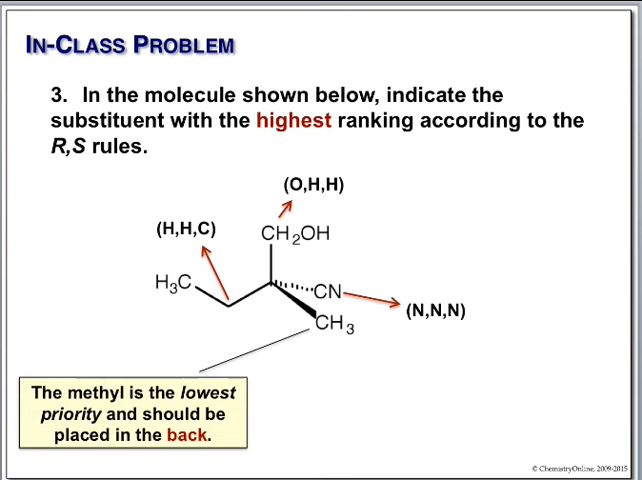 IN-CLASS PROBLEM
3. In the molecule shown below, indicate the
substituent with the highest ranking according to the
R,S rules.
(O,H,H)
(H,H,C)
CH₂OH
H₃C
CN
(N,N,N)
CH₃
The methyl is the lowest
priority and should be
placed in the back.
© ChemistryOnline, 2009-2015